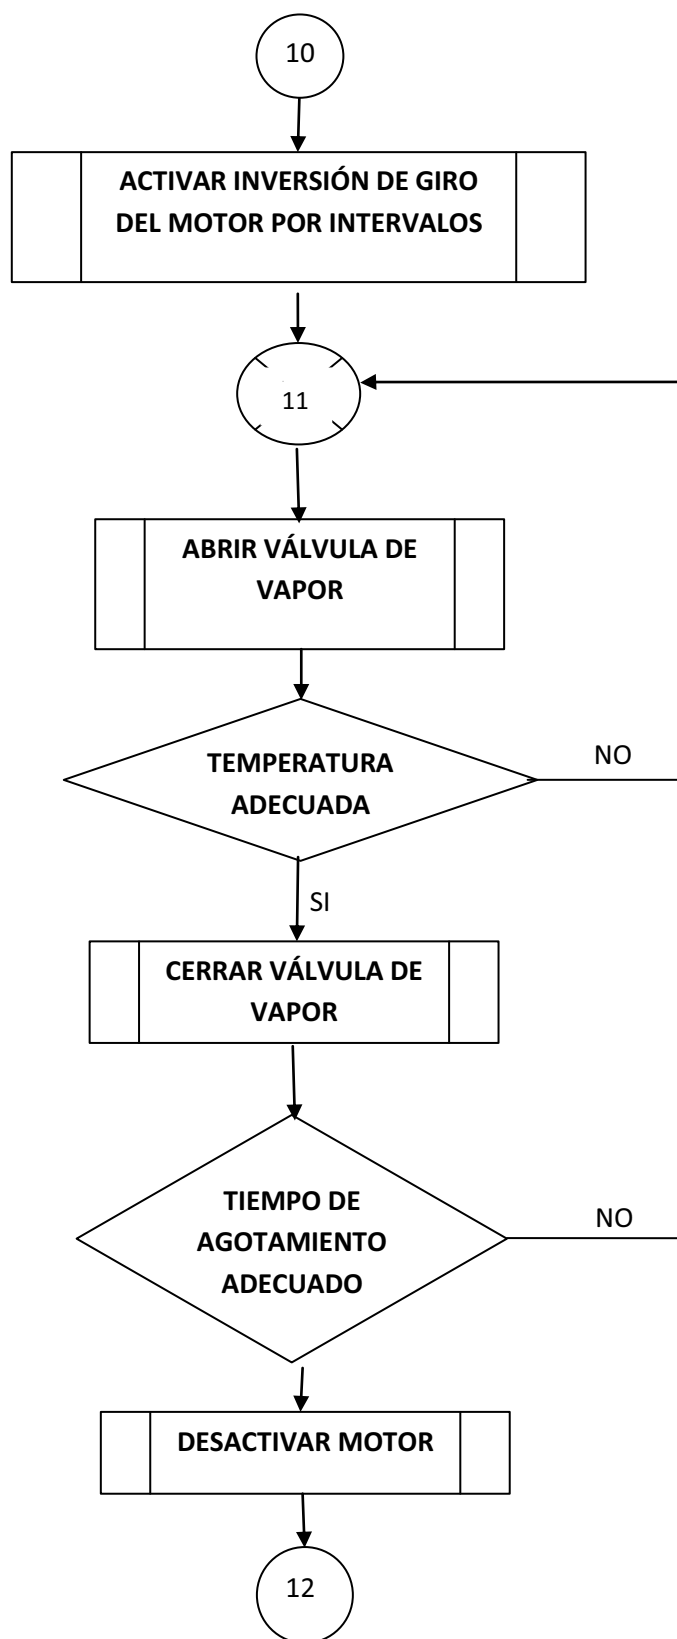 10
ACTIVAR INVERSIÓN DE GIRO
DEL MOTOR POR INTERVALOS
11
ABRIR VÁLVULA DE
VAPOR
TEMPERATURA
ADECUADA
NO
SI
CERRAR VÁLVULA DE
VAPOR
TIEMPO DE
AGOTAMIENTO
ADECUADO
NO
DESACTIVAR MOTOR
12